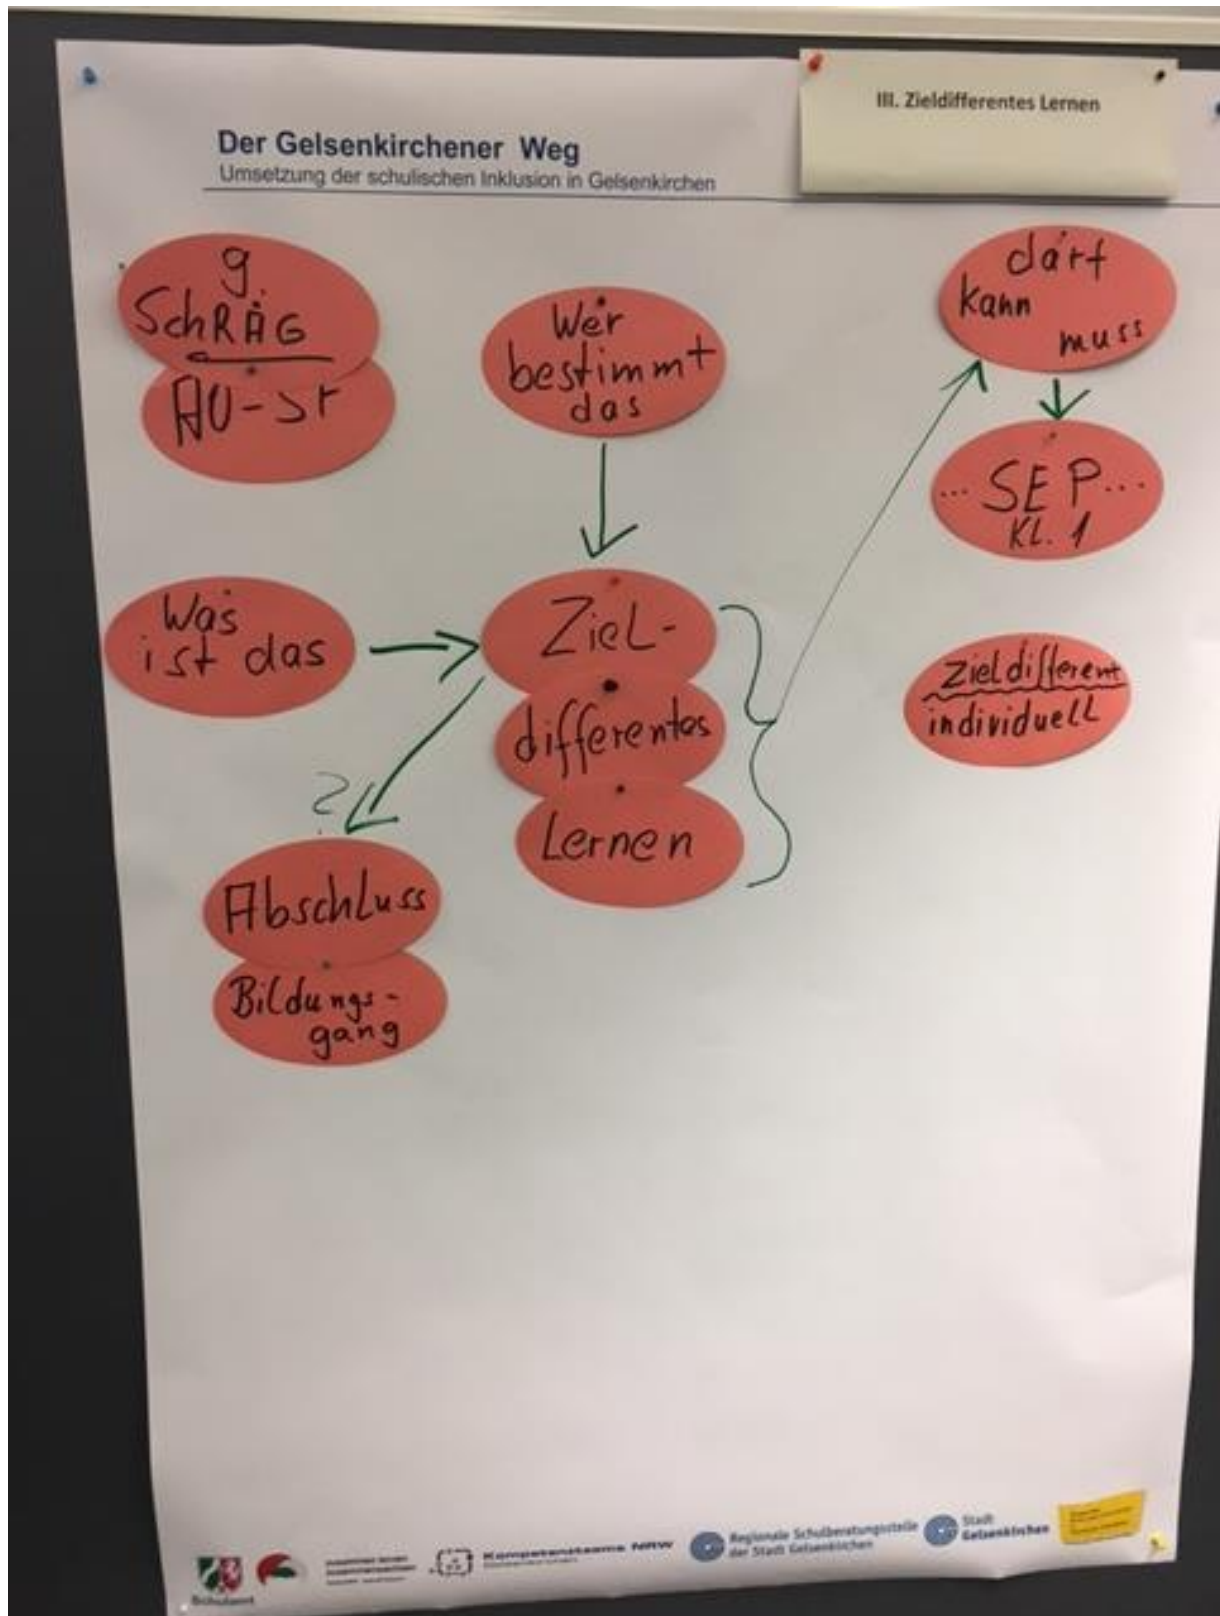 III. Zieldifferentes Lernen
Der Gelsenkirchener Weg
Umsetzung der schulischen Inklusion in Gelsenkirchen
g.
SchRÄG
AO-SF
Wer
bestimmt
das
darf
kann
muss
... SEP...
Kl. 1
Was
ist das
Ziel-
differentes
Lernen
zieldifferent
individuell
?
Abschluss
Bildungs-
gang
Schulamt
Kompetenzteams NRW
Regionale Schulberatungsstelle
der Stadt Gelsenkirchen
Stadt
Gelsenkirchen